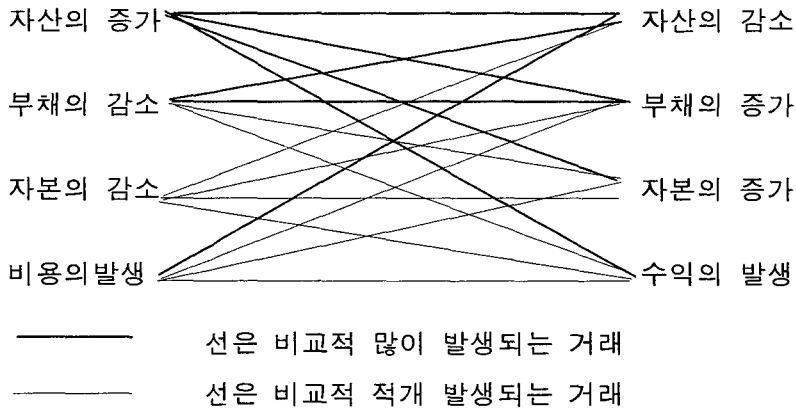 자산의 증가 자산의 감소
부채의 감소 부채의 증가
자본의 감소 자본의 증가
비용의발생 수익의 발생
선은 비교적 많이 발생되는 거래
선은 비교적 적개 발생되는 거래